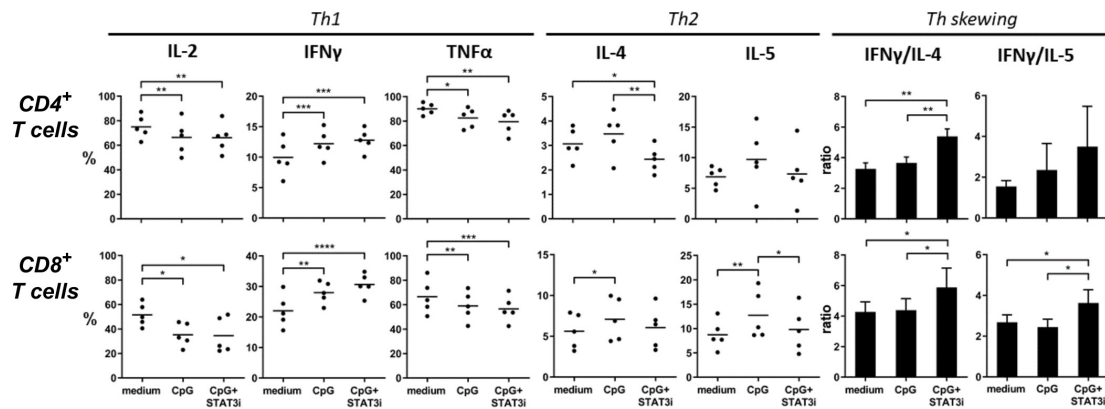 Th1 Th2 Th skewing
IL-2 IFNγ TNFα IL-4 IL-5 IFNγ/IL-4 IFNγ/IL-5
CD4+ T cells
%
100 80 60 40 20 0
** **
20 15 10 5 0
*** ***
100 80 60 40 20 0
** *
5 4 3 2 1 0
* **
20 15 10 5 0
ratio
8 6 4 2 0
** **
6 4 2 0
CD8+ T cells
%
100 80 60 40 20 0
* *
40 30 20 10 0
**** **
100 80 60 40 20 0
*** **
15 10 5 0
*
25 20 15 10 5 0
** *
ratio
8 6 4 2 0
* *
8 6 4 2 0
* *
medium CpG CpG+ STAT3i medium CpG CpG+ STAT3i medium CpG CpG+ STAT3i medium CpG CpG+ STAT3i medium CpG CpG+ STAT3i medium CpG CpG+ STAT3i medium CpG CpG+ STAT3i